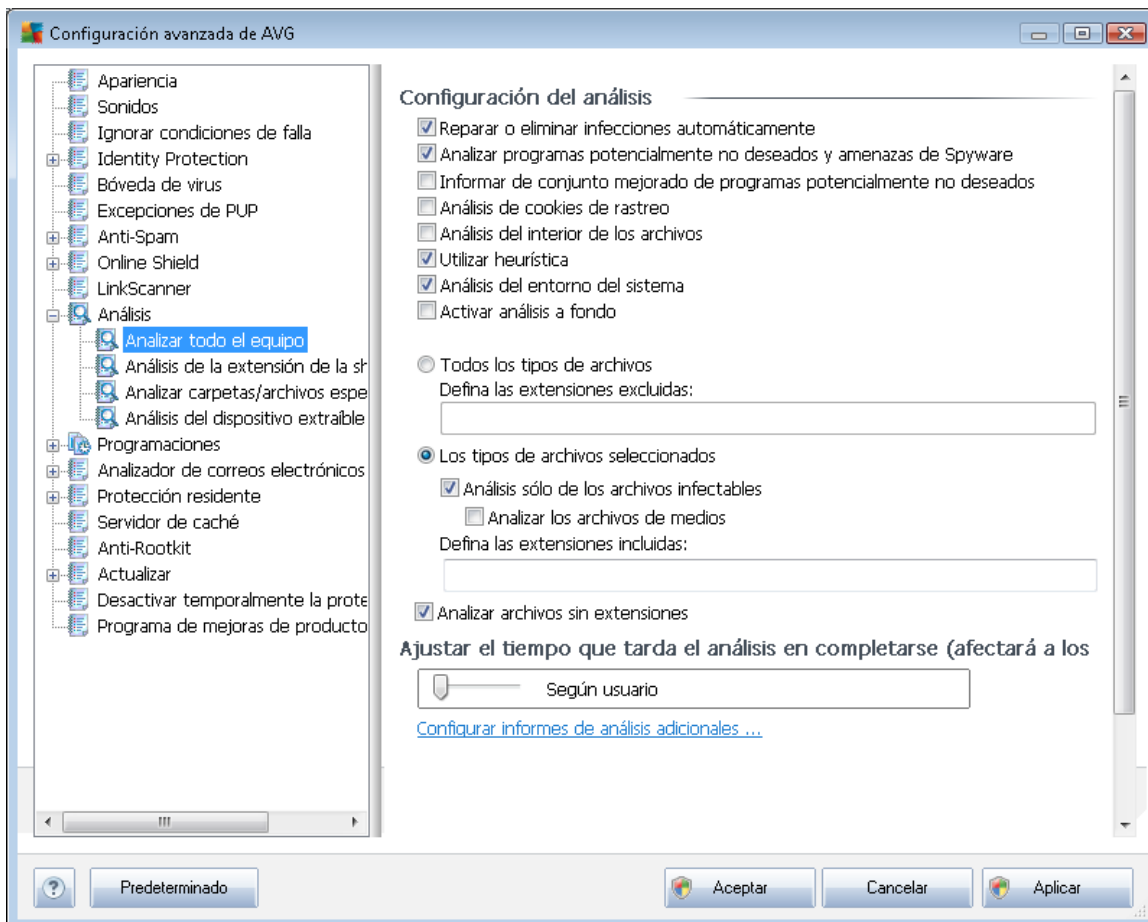 Configuración avanzada de AVG
Apariencia
Sonidos
Ignorar condiciones de falla
Identity Protection
Bóveda de virus
Excepciones de PUP
Anti-Spam
Online Shield
LinkScanner
Análisis
Analizar todo el equipo
Análisis de la extensión de la sh
Analizar carpetas/archivos espe
Análisis del dispositivo extraíble
Programaciones
Analizador de correos electrónicos
Protección residente
Servidor de caché
Anti-Rootkit
Actualizar
Desactivar temporalmente la prote
Programa de mejoras de producto
Configuración del análisis
Reparar o eliminar infecciones automáticamente
Analizar programas potencialmente no deseados y amenazas de Spyware
Informar de conjunto mejorado de programas potencialmente no deseados
Análisis de cookies de rastreo
Análisis del interior de los archivos
Utilizar heurística
Análisis del entorno del sistema
Activar análisis a fondo
Todos los tipos de archivos
Defina las extensiones excluidas:
Los tipos de archivos seleccionados
Análisis sólo de los archivos infectables
Analizar los archivos de medios
Defina las extensiones incluidas:
Analizar archivos sin extensiones
Ajustar el tiempo que tarda el análisis en completarse (afectará a los
Según usuario
Configurar informes de análisis adicionales ...
?
Predeterminado
Aceptar
Cancelar
Aplicar